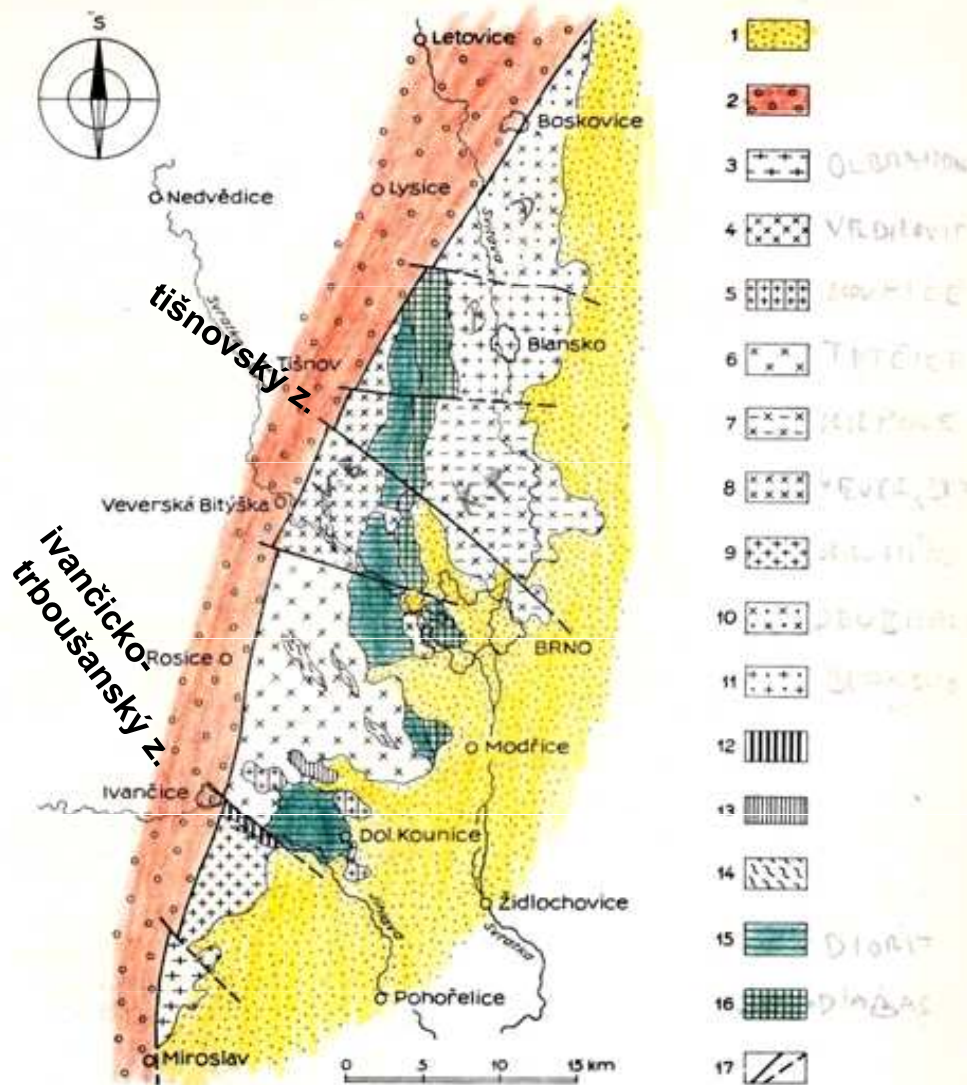 S
Letovice
Boskovice
Nedvědice
Lysice
Svitava
Svratka
tišnovský z.
Tišnov
Blansko
Veverská Bitýška
ivančicko-
trboušanský z.
Rosice
BRNO
Modřice
Ivančice
Dol. Kounice
Židlochovice
Jihlava
Svratka
Pohořelice
Miroslav
0 5 10 15 km
1
2
3
4
5
6
7
8
9
10
11
12
13
14
15 DIORIT
16 DIABAS
17